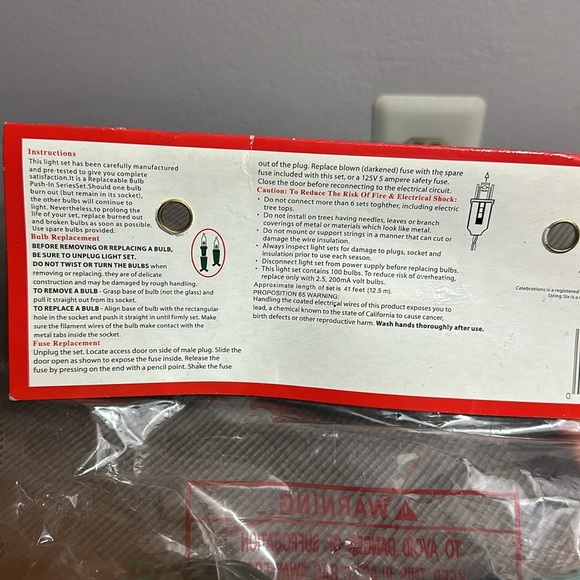 Instructions
This light set has been carefully manufactured
and pre-tested to give you complete
satisfaction.It is a Replaceable Bulb
Push-In SeriesSet.Should one bulb
burn out (but remain in its socket),
the other bulbs will continue to
light. Nevertheless,to prolong the
life of your set, replace burned out
and broken bulbs as soon as possible.
Use spare bulbs provided.
Bulb Replacement
BEFORE REMOVING OR REPLACING A BULB,
BE SURE TO UNPLUG LIGHT SET.
DO NOT TWIST OR TURN THE BULBS when
removing or replacing, they are of delicate
construction and may be damaged by rough handling.
TO REMOVE A BULB - Grasp base of bulb (not the glass) and
pull it straight out from its socket.
TO REPLACE A BULB - Align base of bulb with the rectangular
hole in the socket and push it straight in until firmly set. Make
sure the filament wires of the bulb make contact with the
metal tabs inside the socket.
Fuse Replacement
Unplug the set. Locate access door on side of male plug. Slide the
door open as shown to expose the fuse inside. Release the
fuse by pressing on the end with a pencil point. Shake the fuse
out of the plug. Replace blown (darkened) fuse with the spare
fuse included with this set, or a 125V 5 ampere safety fuse.
Close the door before reconnecting to the electrical circuit.
Caution: To Reduce The Risk Of Fire & Electrical Shock:
• Do not connect more than 6 sets toghther, including electric
tree tops.
• Do not install on trees having needles, leaves or branch
coverings of metal or materials which look like metal.
• Do not mount or support strings in a manner that can cut or
damage the wire insulation.
• Always inspect light sets for damage to plugs, socket and
insulation prior to use each season.
• Disconnect light set from power supply before replacing bulbs.
• This light set contains 100 bulbs. To reduce risk of overheating,
replace only with 2.5, 200mA volt bulbs.
Approximate length of set is 41 feet (12.5 m).
PROPOSITION 65 WARNING:
Handling the coated electrical wires of this product exposes you to
lead, a chemical known to the state of California to cause cancer,
birth defects or other reproductive harm. Wash hands thoroughly after use.
Celebrations is a registered
String Six is a
0
WARNING
TO AVOID DANGER OF SUFFOCATION
KEEP THIS PLASTIC BAG AWAY FROM